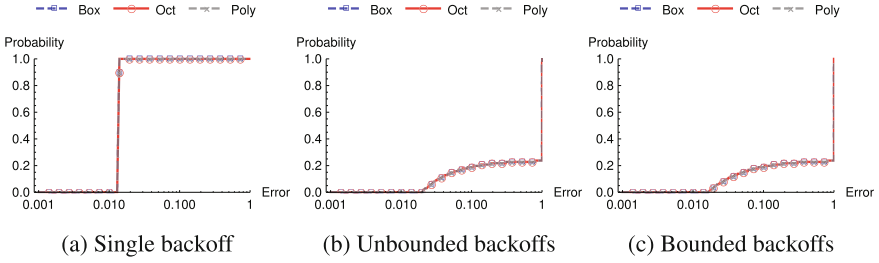 Box Oct Poly
Probability
1.0
0.8
0.6
0.4
0.2
0.0
0.001 0.010 0.100 1
Error
(a) Single backoff
Box Oct Poly
Probability
1.0
0.8
0.6
0.4
0.2
0.0
0.001 0.010 0.100 1
Error
(b) Unbounded backoffs
Box Oct Poly
Probability
1.0
0.8
0.6
0.4
0.2
0.0
0.001 0.010 0.100 1
Error
(c) Bounded backoffs